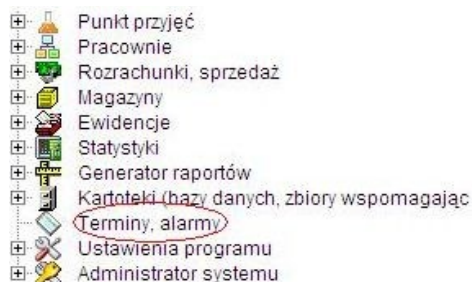 Punkt przyjęć
Pracownie
Rozrachunki, sprzedaż
Magazyny
Ewidencje
Statystyki
Generator raportów
Kartoteki (bazy danych, zbiory wspomagając
Terminy, alarmy
Ustawienia programu
Administrator systemu